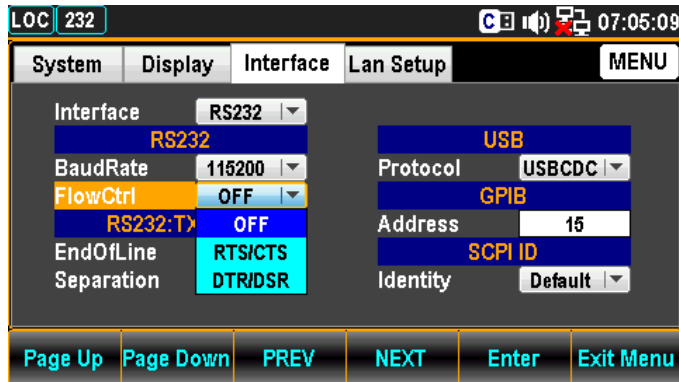 LOC 232 C 07:05:09
System Display Interface Lan Setup MENU
Interface RS232
RS232 USB
BaudRate 115200 Protocol USBCDC
FlowCtrl OFF GPIB
RS232:TX OFF Address 15
EndOfLine RTS/CTS SCPI ID
Separation DTR/DSR Identity Default
Page Up Page Down PREV NEXT Enter Exit Menu